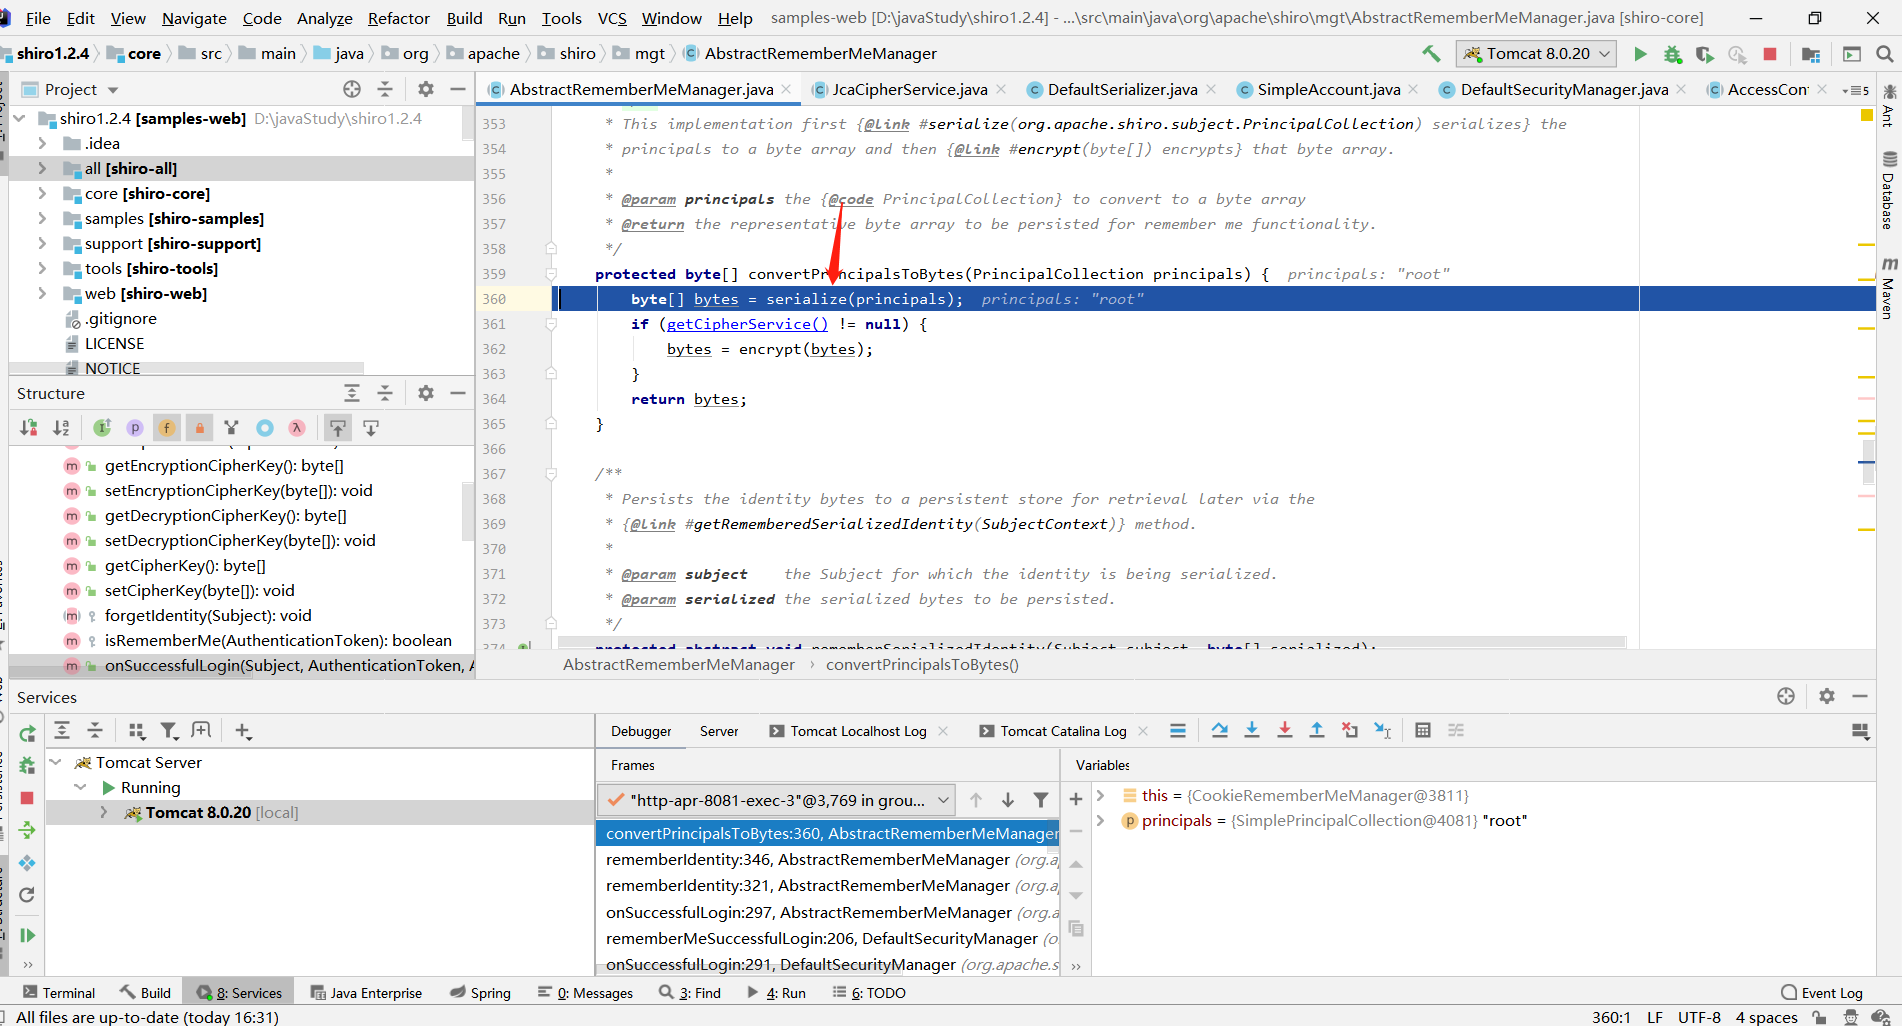 File Edit View Navigate Code Analyze Refactor Build Run Tools VCS Window Help samples-web [D:\javaStudy\shiro1.2.4] - ...\src\main\java\org\apache\shiro\mgt\AbstractRememberMeManager.java [shiro-core]
shiro1.2.4 core src main java org apache shiro mgt AbstractRememberMeManager
Tomcat 8.0.20
Project
shiro1.2.4 [samples-web] D:\javaStudy\shiro1.2.4
.idea
all [shiro-all]
core [shiro-core]
samples [shiro-samples]
support [shiro-support]
tools [shiro-tools]
web [shiro-web]
.gitignore
LICENSE
NOTICE
Structure
getEncryptionCipherKey(): byte[]
setEncryptionCipherKey(byte[]): void
getDecryptionCipherKey(): byte[]
setDecryptionCipherKey(byte[]): void
getCipherKey(): byte[]
setCipherKey(byte[]): void
forgetIdentity(Subject): void
isRememberMe(AuthenticationToken): boolean
onSuccessfulLogin(Subject, AuthenticationToken, A
AbstractRememberMeManager.java JcaCipherService.java DefaultSerializer.java SimpleAccount.java DefaultSecurityManager.java AccessCon 5
353 * This implementation first {@link #serialize(org.apache.shiro.subject.PrincipalCollection) serializes} the
354 * principals to a byte array and then {@link #encrypt(byte[]) encrypts} that byte array.
355 *
356 * @param principals the {@code PrincipalCollection} to convert to a byte array
357 * @return the representative byte array to be persisted for remember me functionality.
358 */
359 protected byte[] convertPrincipalsToBytes(PrincipalCollection principals) { principals: "root"
360 byte[] bytes = serialize(principals); principals: "root"
361 if (getCipherService() != null) {
362 bytes = encrypt(bytes);
363 }
364 return bytes;
365 }
366
367 /**
368 * Persists the identity bytes to a persistent store for retrieval later via the
369 * {@link #getRememberedSerializedIdentity(SubjectContext)} method.
370 *
371 * @param subject the Subject for which the identity is being serialized.
372 * @param serialized the serialized bytes to be persisted.
373 */
374 protected abstract void rememberSerializedIdentity(Subject subject, byte[] serialized);
AbstractRememberMeManager › convertPrincipalsToBytes()
Ant
Database
Maven
Services
Tomcat Server
Running
Tomcat 8.0.20 [local]
Debugger Server Tomcat Localhost Log Tomcat Catalina Log
Frames
"http-apr-8081-exec-3"@3,769 in grou...
convertPrincipalsToBytes:360, AbstractRememberMeManager
rememberIdentity:346, AbstractRememberMeManager (org.a
rememberIdentity:321, AbstractRememberMeManager (org.a
onSuccessfulLogin:297, AbstractRememberMeManager (org.a
rememberMeSuccessfulLogin:206, DefaultSecurityManager (o
onSuccessfulLogin:291, DefaultSecurityManager (org.apache.s
Variables
this = {CookieRememberMeManager@3811}
principals = {SimplePrincipalCollection@4081} "root"
Terminal Build 8: Services Java Enterprise Spring 0: Messages 3: Find 4: Run 6: TODO Event Log
All files are up-to-date (today 16:31) 360:1 LF UTF-8 4 spaces